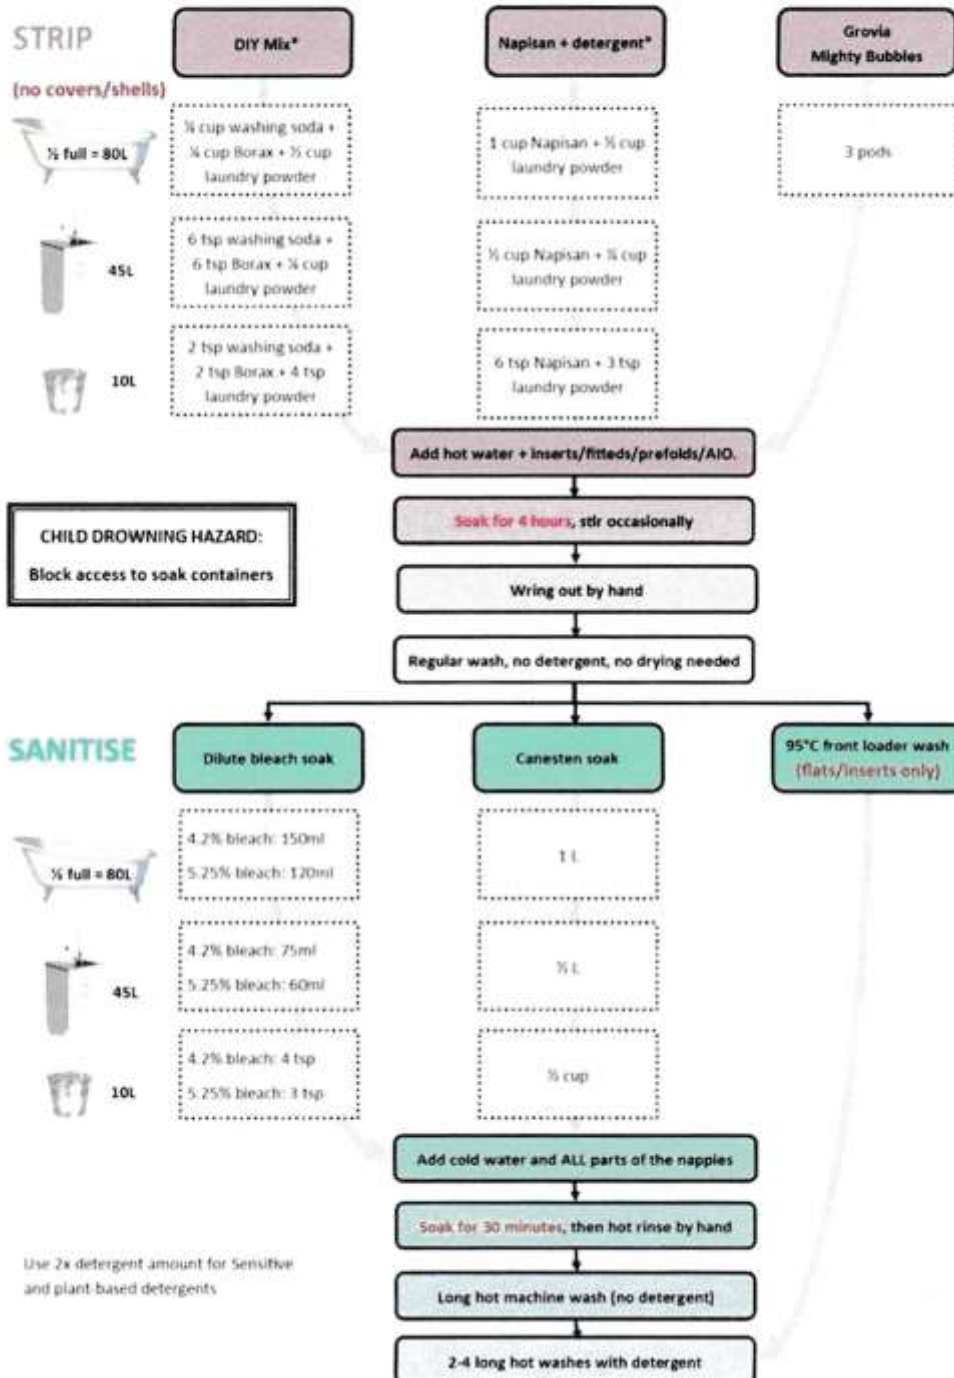 STRIP
(no covers/shells)
DIY Mix*
Napisan + detergent*
Grovia
Mighty Bubbles
½ full = 80L
¼ cup washing soda +
¼ cup Borax + ½ cup
laundry powder
1 cup Napisan + ½ cup
laundry powder
3 pods
45L
6 tsp washing soda +
6 tsp Borax + ¼ cup
laundry powder
½ cup Napisan + ¼ cup
laundry powder
10L
2 tsp washing soda +
2 tsp Borax + 4 tsp
laundry powder
6 tsp Napisan + 3 tsp
laundry powder
Add hot water + inserts/fitteds/prefolds/AIO.
Soak for 4 hours, stir occasionally
CHILD DROWNING HAZARD:
Block access to soak containers
Wring out by hand
Regular wash, no detergent, no drying needed
SANITISE
Dilute bleach soak
Canesten soak
95°C front loader wash
(flats/inserts only)
½ full = 80L
4.2% bleach: 150ml
5.25% bleach: 120ml
1 L
45L
4.2% bleach: 75ml
5.25% bleach: 60ml
½ L
10L
4.2% bleach: 4 tsp
5.25% bleach: 3 tsp
½ cup
Add cold water and ALL parts of the nappies
Soak for 30 minutes, then hot rinse by hand
Use 2x detergent amount for Sensitive
and plant-based detergents
Long hot machine wash (no detergent)
2-4 long hot washes with detergent